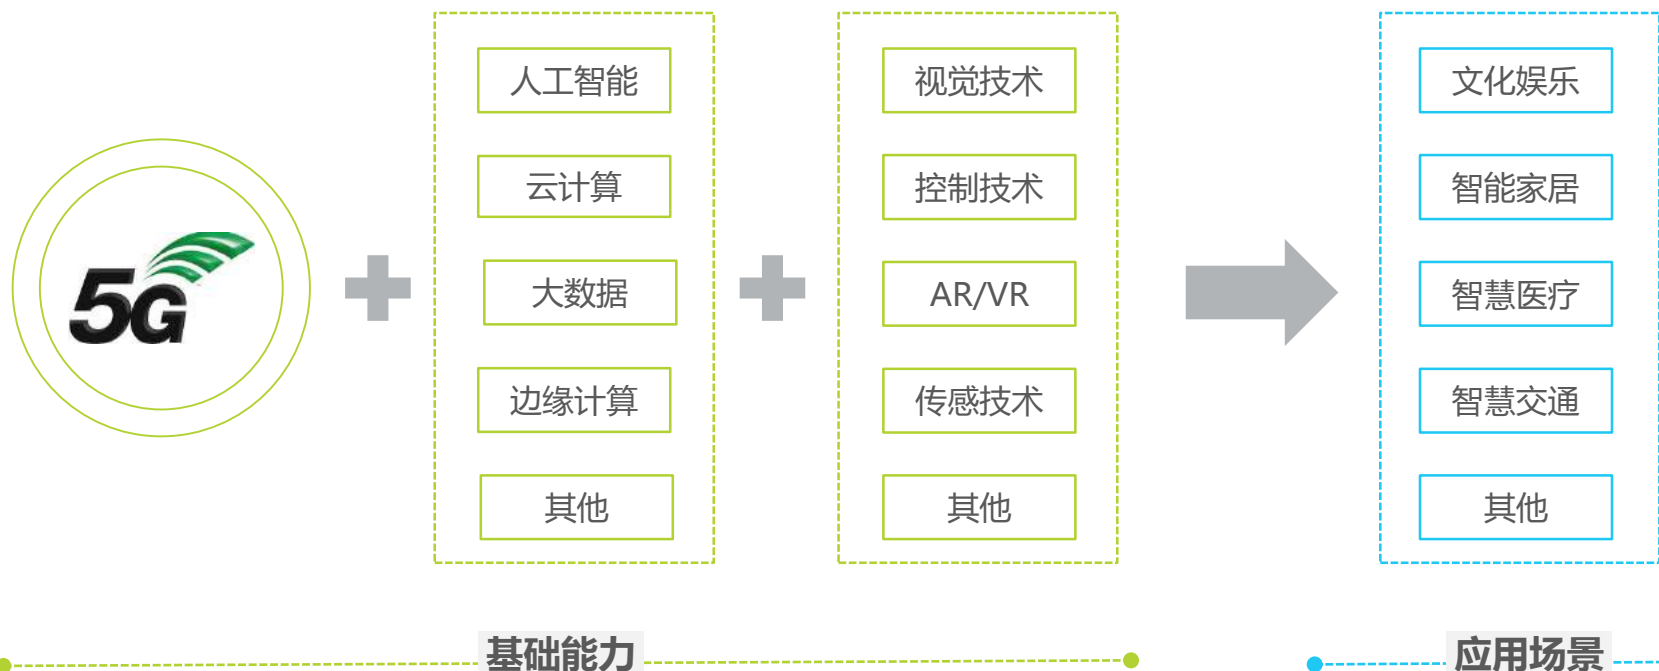 5G
人工智能
云计算
大数据
边缘计算
其他
视觉技术
控制技术
AR/VR
传感技术
其他
文化娱乐
智能家居
智慧医疗
智慧交通
其他
基础能力
应用场景